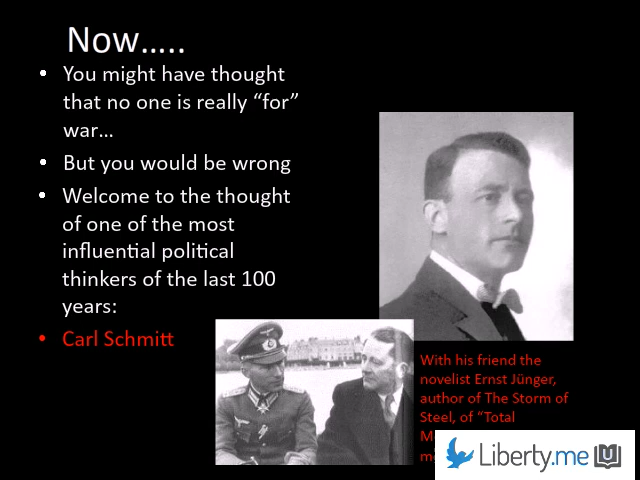 Now…..
• You might have thought
that no one is really “for”
war…
• But you would be wrong
• Welcome to the thought
of one of the most
influential political
thinkers of the last 100
years:
• Carl Schmitt
With his friend the
novelist Ernst Jünger,
author of The Storm of
Steel, of “Total
Liberty.me